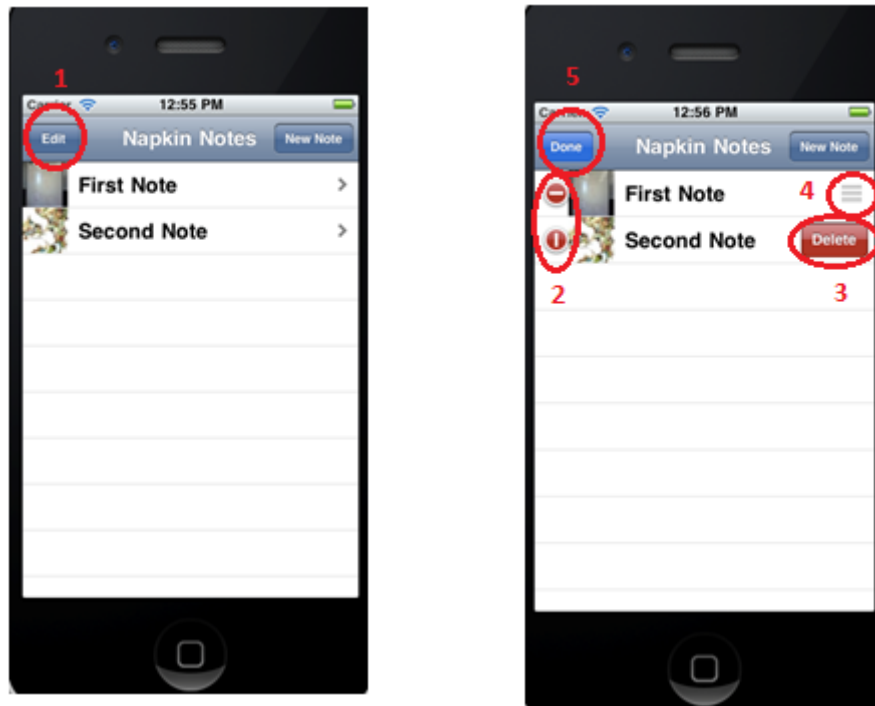 1
Carrier 12:55 PM
Edit Napkin Notes New Note
First Note
Second Note
5
Carrier 12:56 PM
Done Napkin Notes New Note
First Note 4
Second Note Delete
2 3